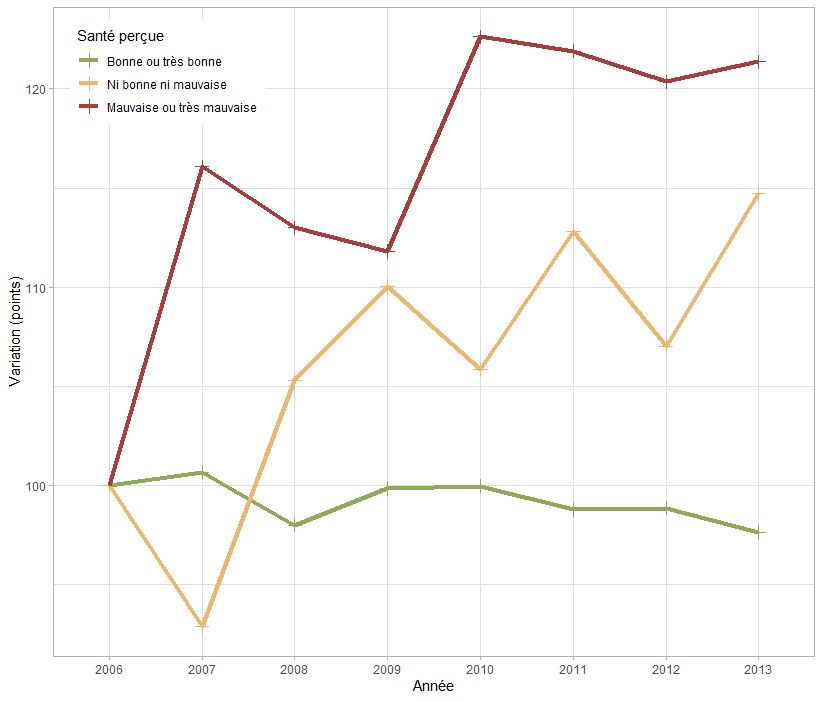 Santé perçue
Bonne ou très bonne
Ni bonne ni mauvaise
Mauvaise ou très mauvaise
120
110
100
Variation (points)
2006 2007 2008 2009 2010 2011 2012 2013
Année